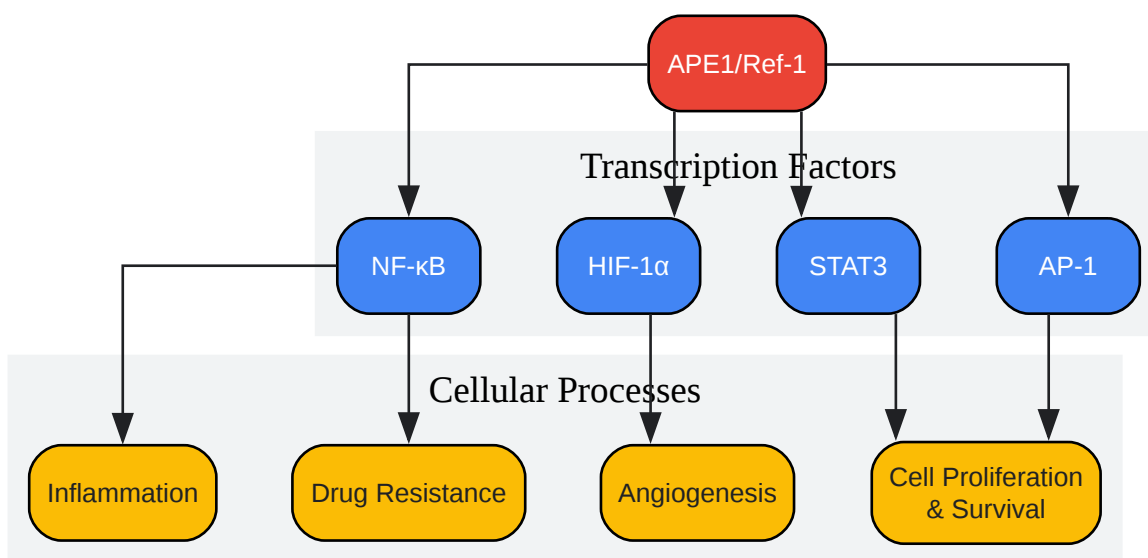 APE1/Ref-1
Transcription Factors
NF-κB
HIF-1α
STAT3
AP-1
Cellular Processes
Inflammation
Drug Resistance
Angiogenesis
Cell Proliferation
& Survival